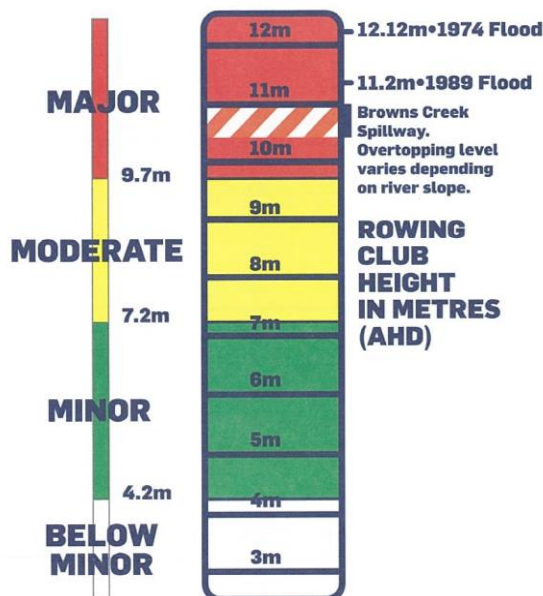 12m
12.12m•1974 Flood
11.2m•1989 Flood
11m
MAJOR
Browns Creek
Spillway.
Overtopping level
varies depending
on river slope.
10m
9.7m
9m
ROWING
CLUB
HEIGHT
IN METRES
(AHD)
MODERATE
8m
7.2m
7m
6m
MINOR
5m
4.2m
4m
BELOW
MINOR
3m